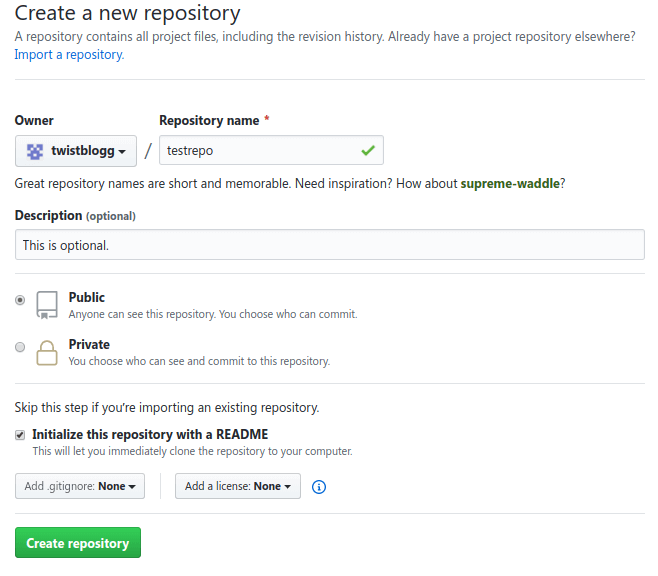 Create a new repository
A repository contains all project files, including the revision history. Already have a project repository elsewhere?
Import a repository.
Owner
Repository name *
twistblogg / testrepo
Great repository names are short and memorable. Need inspiration? How about supreme-waddle?
Description (optional)
This is optional.
Public
Anyone can see this repository. You choose who can commit.
Private
You choose who can see and commit to this repository.
Skip this step if you're importing an existing repository.
Initialize this repository with a README
This will let you immediately clone the repository to your computer.
Add .gitignore: None
Add a license: None
Create repository